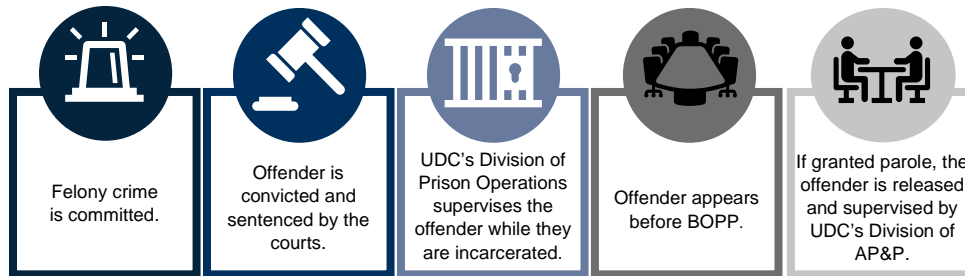 Felony crime
is committed.
Offender is
convicted and
sentenced by the
courts.
UDC's Division of
Prison Operations
supervises the
offender while they
are incarcerated.
Offender appears
before BOPP.
If granted parole, the
offender is released
and supervised by
UDC's Division of
AP&P.